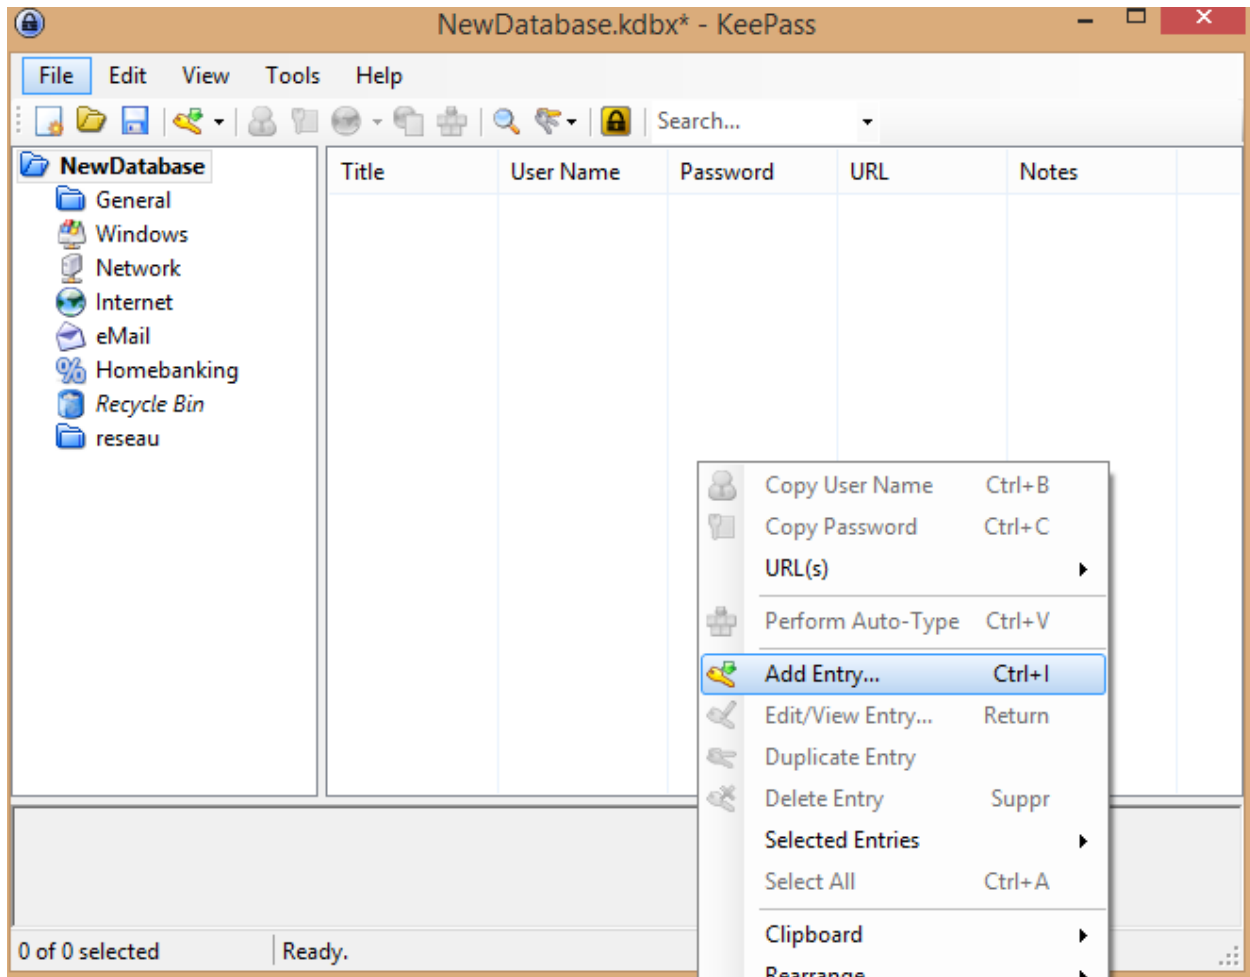 NewDatabase.kdbx* - KeePass
File Edit View Tools Help
Search...
NewDatabase
General
Windows
Network
Internet
eMail
Homebanking
Recycle Bin
reseau
Title User Name Password URL Notes
Copy User Name Ctrl+B
Copy Password Ctrl+C
URL(s)
Perform Auto-Type Ctrl+V
Add Entry... Ctrl+I
Edit/View Entry... Return
Duplicate Entry
Delete Entry Suppr
Selected Entries
Select All Ctrl+A
Clipboard
Rearrange
0 of 0 selected Ready.